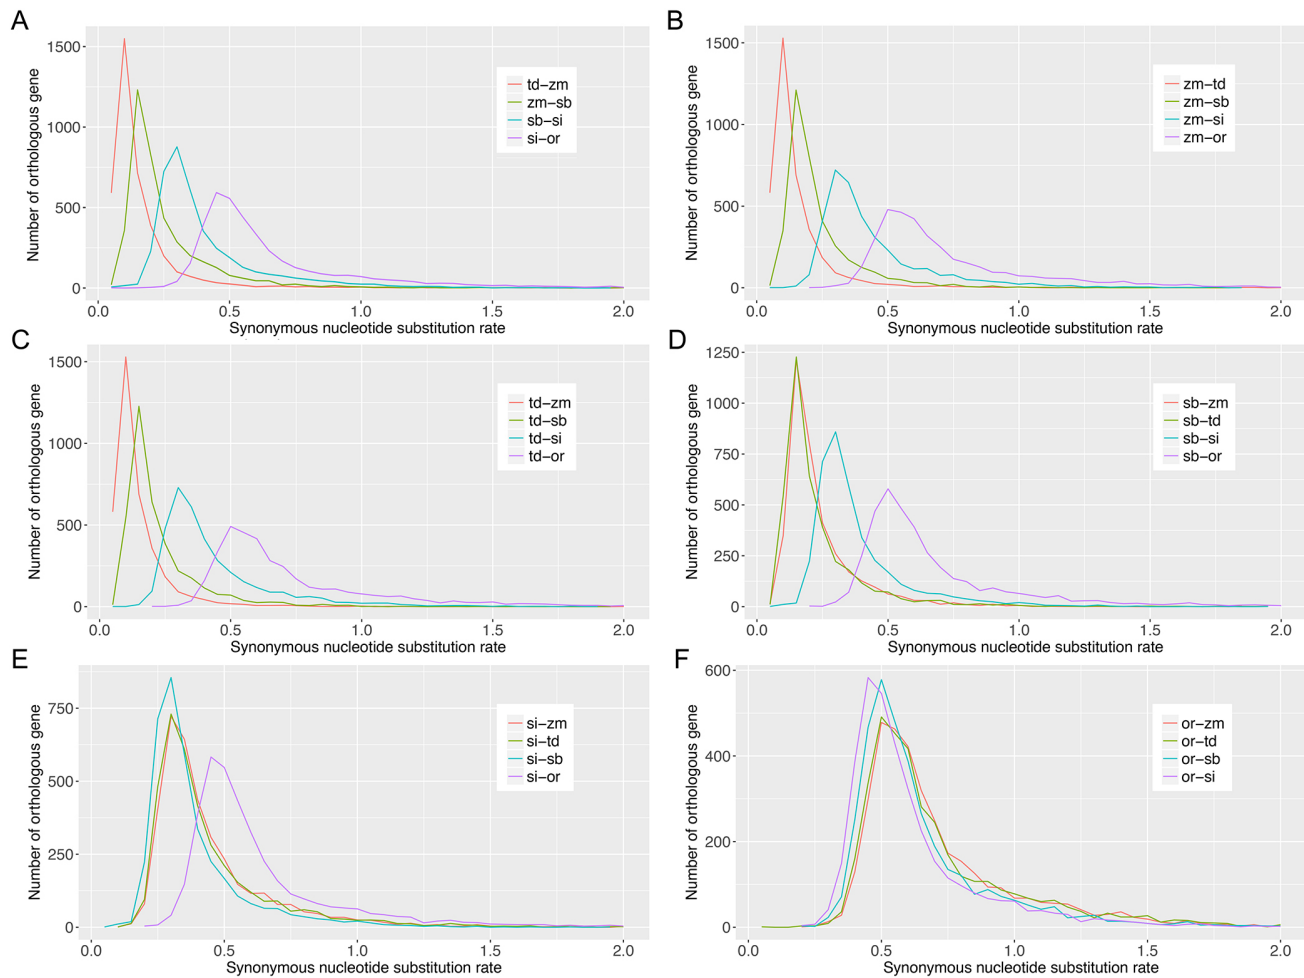 A
Number of orthologous gene
1500
1000
500
0
0.0 0.5 1.0 1.5 2.0
Synonymous nucleotide substitution rate
td–zm
zm–sb
sb–si
si–or
B
Number of orthologous gene
1500
1000
500
0
0.0 0.5 1.0 1.5 2.0
Synonymous nucleotide substitution rate
zm–td
zm–sb
zm–si
zm–or
C
Number of orthologous gene
1500
1000
500
0
0.0 0.5 1.0 1.5 2.0
Synonymous nucleotide substitution rate
td–zm
td–sb
td–si
td–or
D
Number of orthologous gene
1250
1000
750
500
250
0
0.0 0.5 1.0 1.5 2.0
Synonymous nucleotide substitution rate
sb–zm
sb–td
sb–si
sb–or
E
Number of orthologous gene
750
500
250
0
0.0 0.5 1.0 1.5 2.0
Synonymous nucleotide substitution rate
si–zm
si–td
si–sb
si–or
F
Number of orthologous gene
600
400
200
0
0.0 0.5 1.0 1.5 2.0
Synonymous nucleotide substitution rate
or–zm
or–td
or–sb
or–si